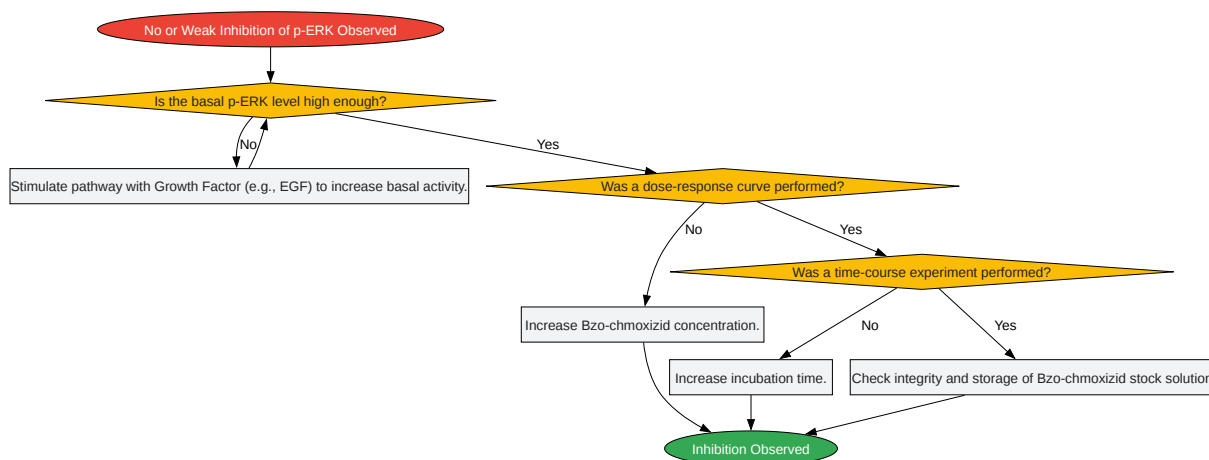 No or Weak Inhibition of p-ERK Observed
Is the basal p-ERK level high enough?
No
Yes
Stimulate pathway with Growth Factor (e.g., EGF) to increase basal activity.
Was a dose-response curve performed?
No
Yes
Was a time-course experiment performed?
Increase Bzo-chmoxizid concentration.
No
Yes
Increase incubation time.
Check integrity and storage of Bzo-chmoxizid stock solution
Inhibition Observed